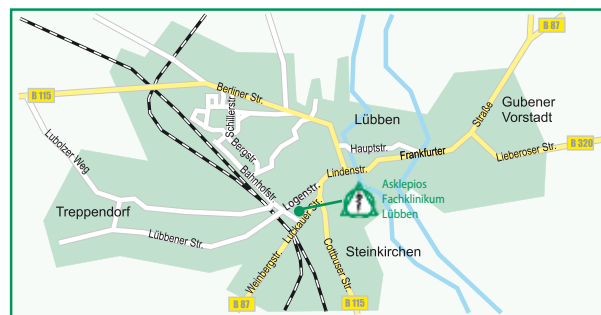 B 87
B 115
Berliner Str.
Schillerstr.
Lübben
Gubener
Vorstadt
Straße
Lubolzer Weg
Bergstr.
Hauptstr.
Frankfurter
Lieberoser Str.
B 320
Bahnhofstr.
Lindenstr.
Logenstr.
Asklepios
Fachklinikum
Lübben
Treppendorf
Luckauer Str.
Lübbener Str.
Steinkirchen
Weinbergstr.
Cottbuser Str.
B 87
B 115